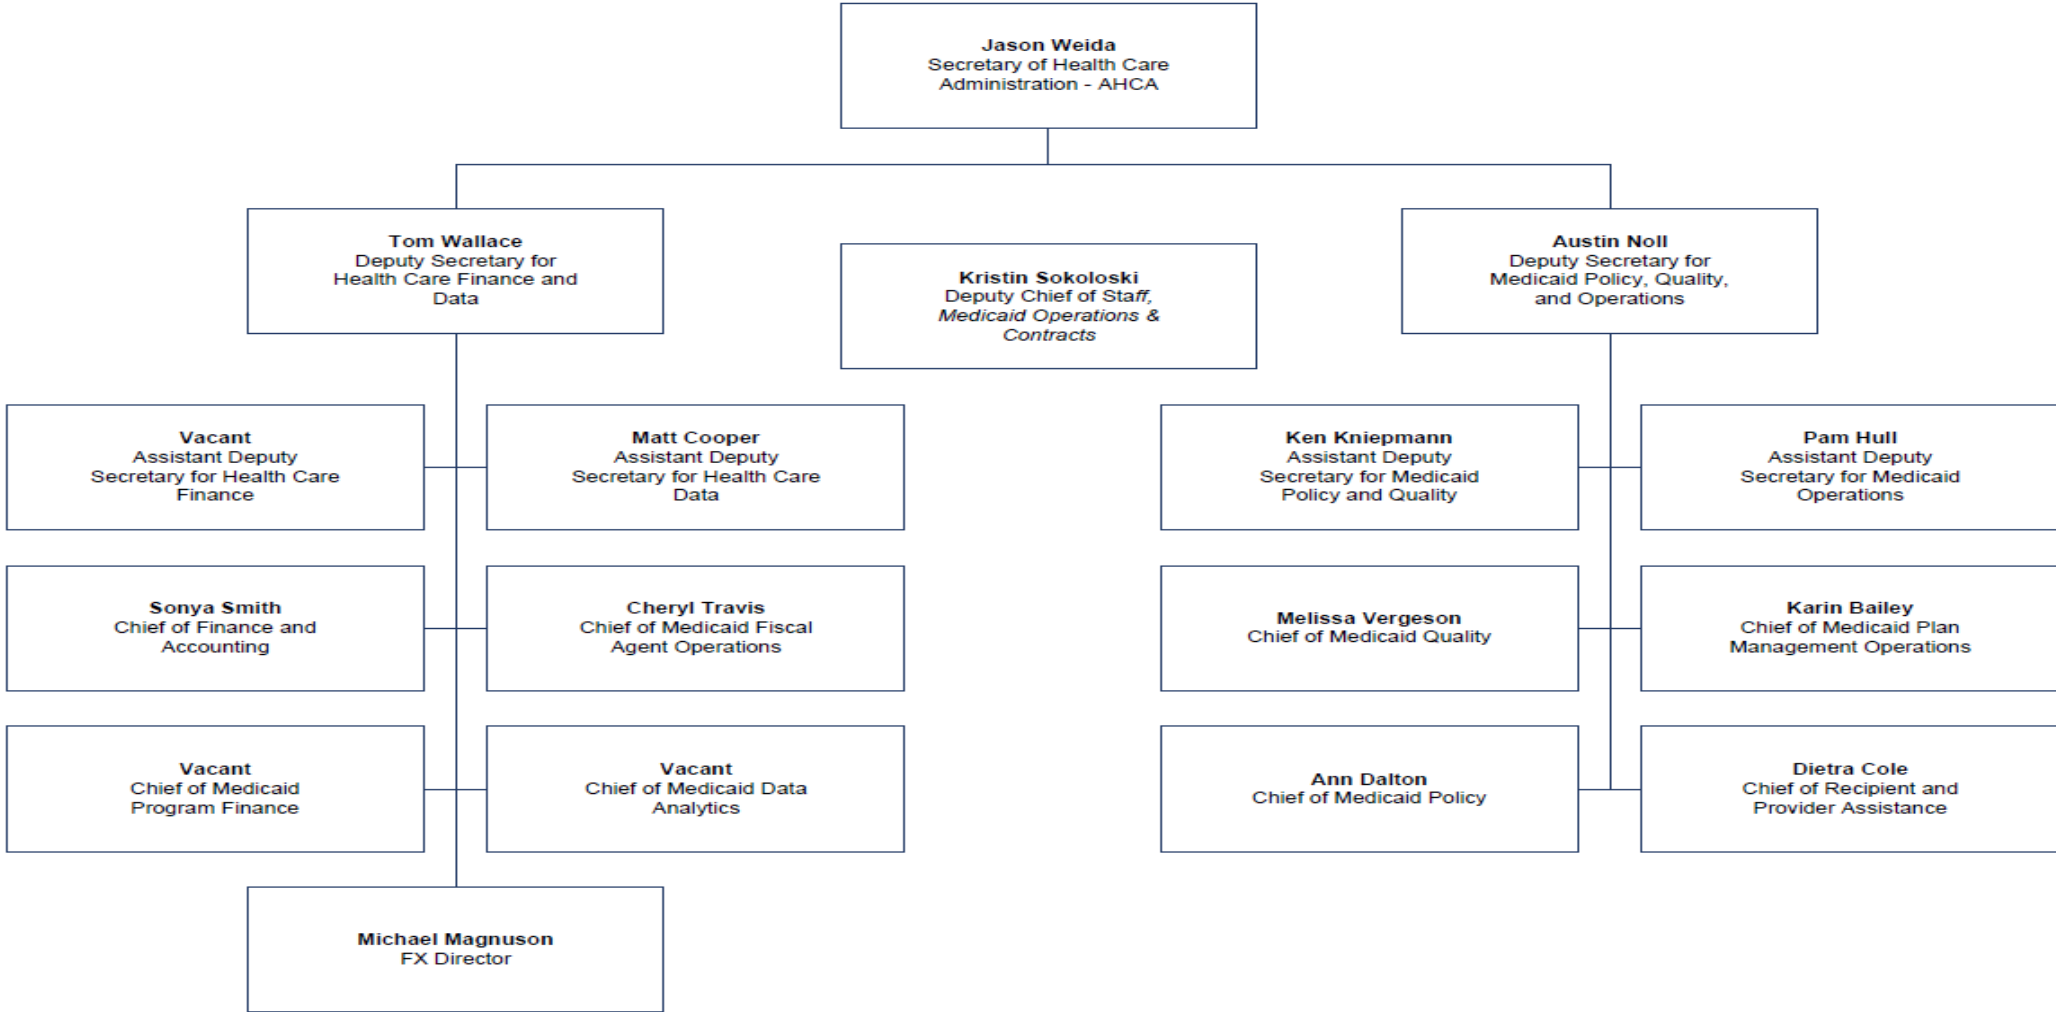 Jason Weida
Secretary of Health Care
Administration - AHCA
Tom Wallace
Deputy Secretary for
Health Care Finance and
Data
Kristin Sokoloski
Deputy Chief of Staff,
Medicaid Operations &
Contracts
Austin Noll
Deputy Secretary for
Medicaid Policy, Quality,
and Operations
Vacant
Assistant Deputy
Secretary for Health Care
Finance
Matt Cooper
Assistant Deputy
Secretary for Health Care
Data
Ken Kniepmann
Assistant Deputy
Secretary for Medicaid
Policy and Quality
Pam Hull
Assistant Deputy
Secretary for Medicaid
Operations
Sonya Smith
Chief of Finance and
Accounting
Cheryl Travis
Chief of Medicaid Fiscal
Agent Operations
Melissa Vergeson
Chief of Medicaid Quality
Karin Bailey
Chief of Medicaid Plan
Management Operations
Vacant
Chief of Medicaid
Program Finance
Vacant
Chief of Medicaid Data
Analytics
Ann Dalton
Chief of Medicaid Policy
Dietra Cole
Chief of Recipient and
Provider Assistance
Michael Magnuson
FX Director